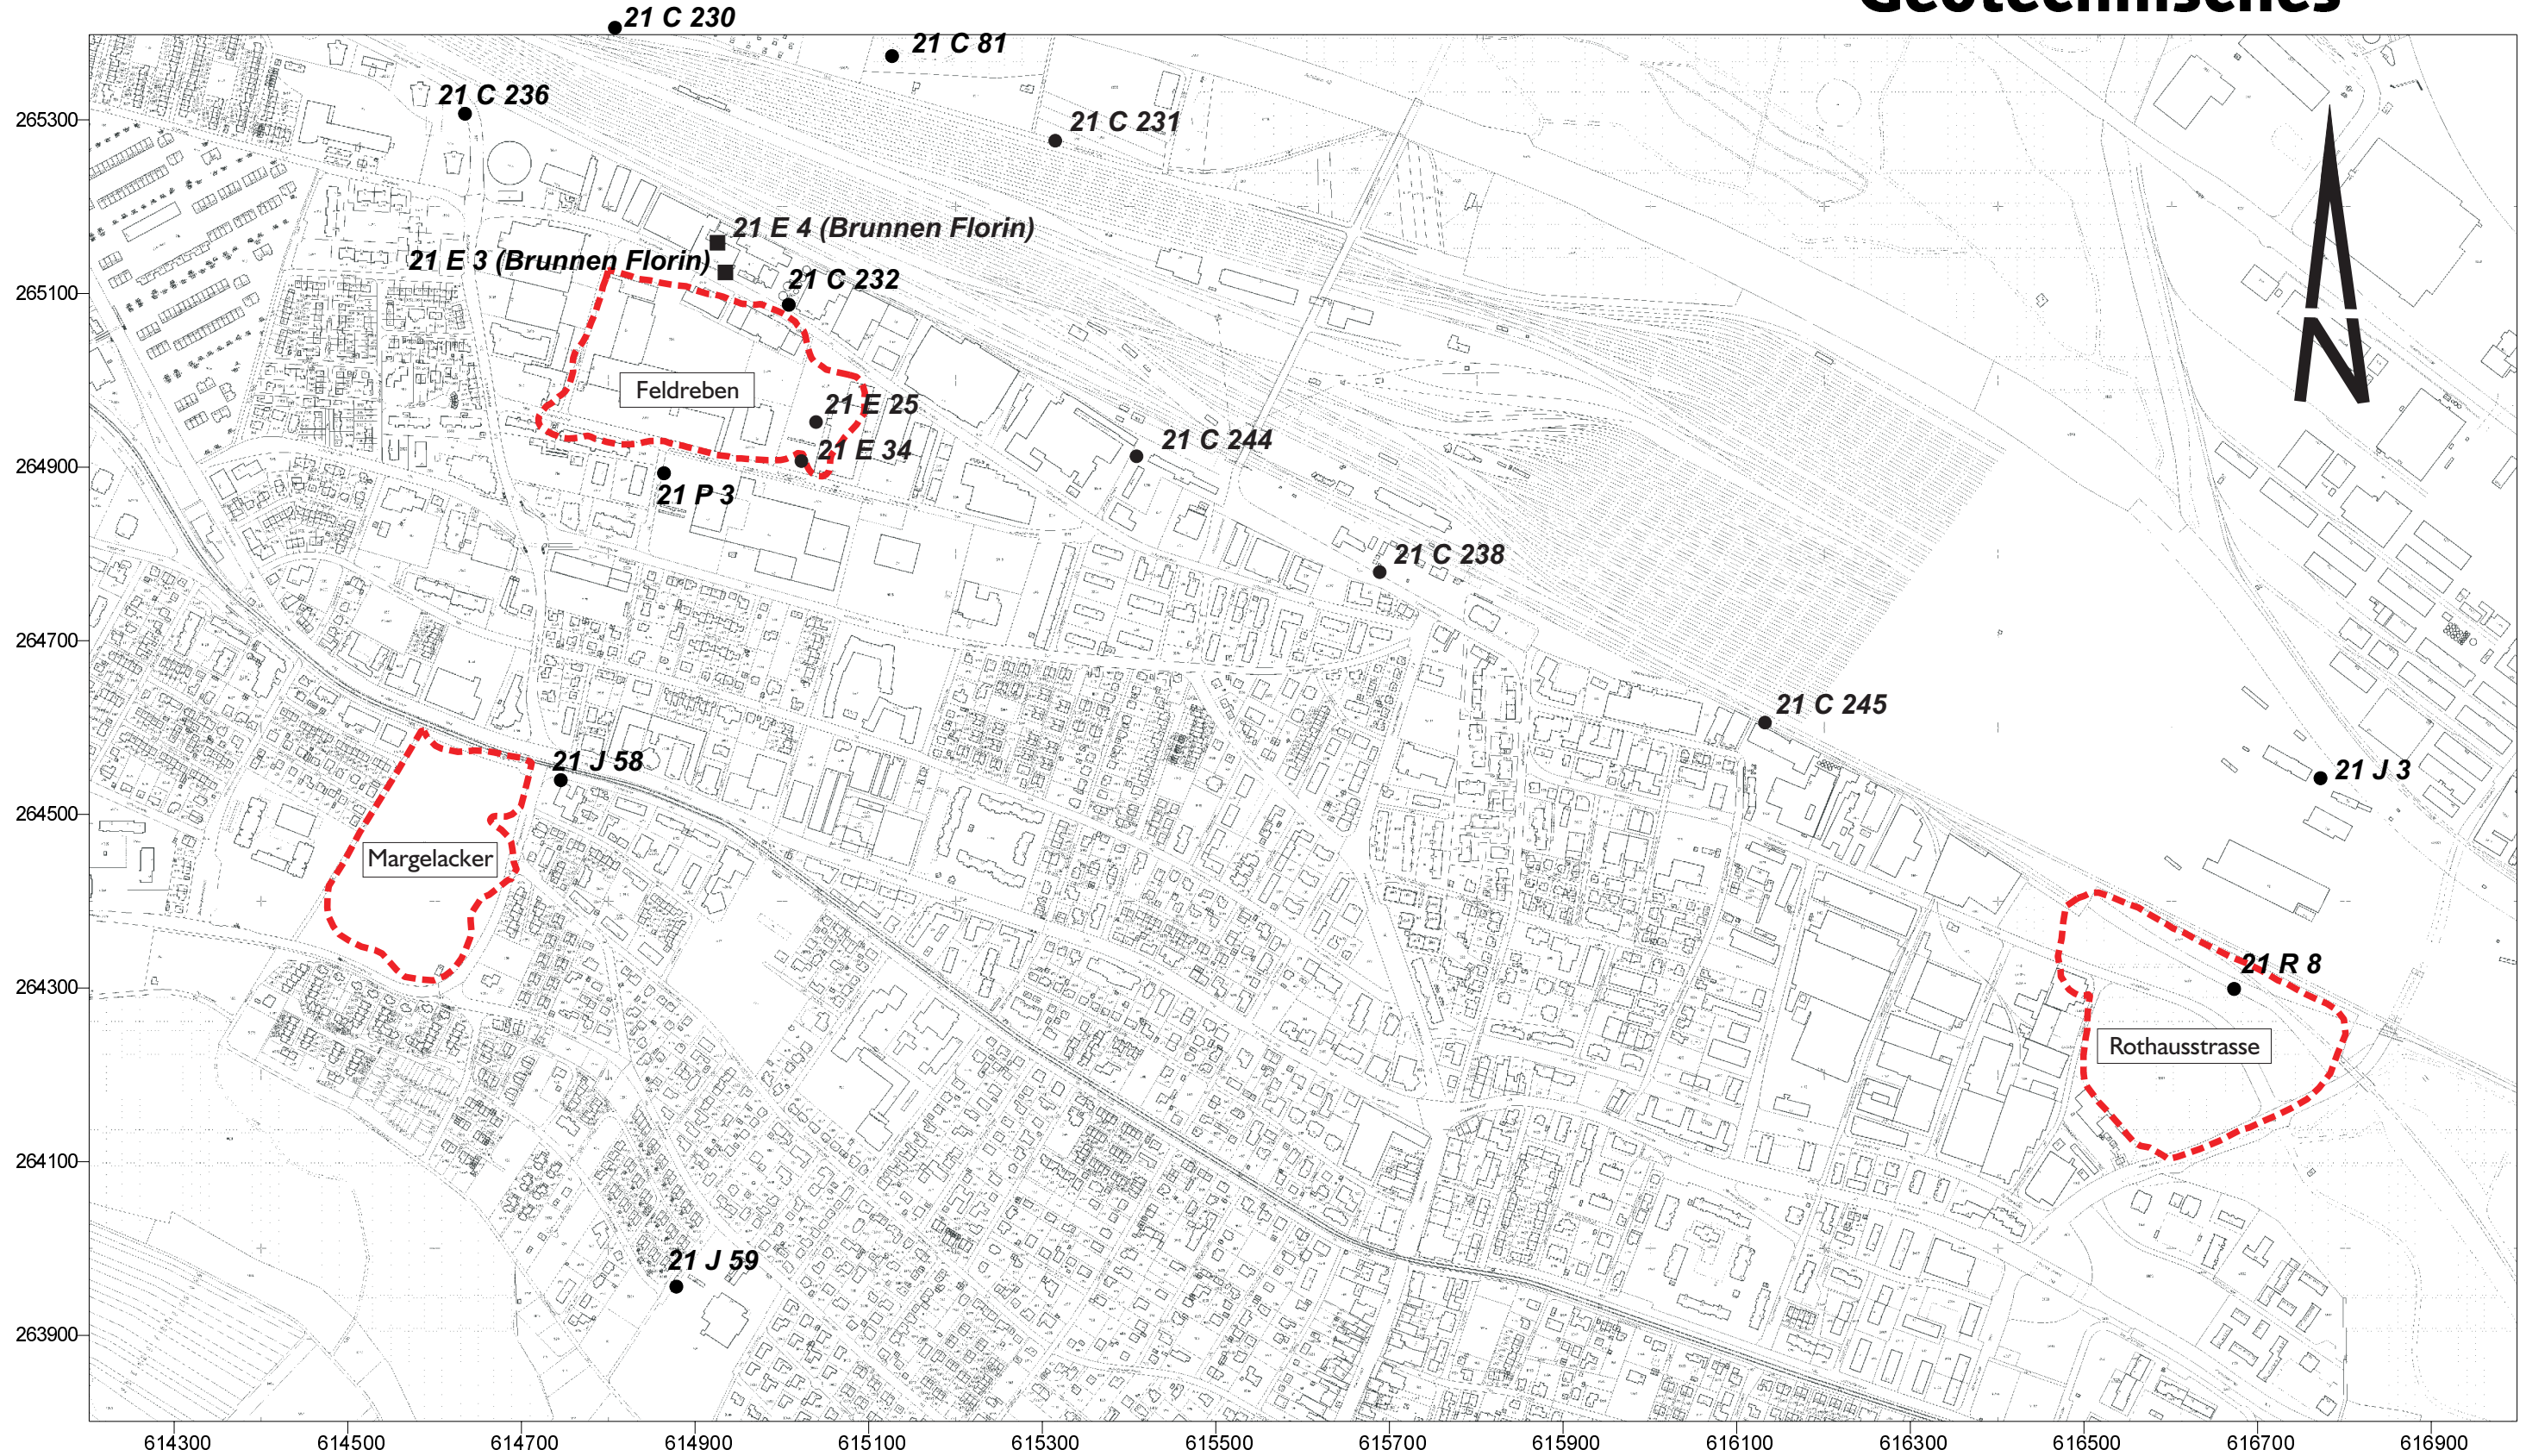 Geotechnisches
21 C 230
21 C 81
21 C 236
265300
21 C 231
21 E 4 (Brunnen Florin)
21 E 3 (Brunnen Florin)
21 C 232
265100
Feldreben
21 E 25
21 E 34
21 C 244
264900
21 P 3
21 C 238
264700
21 C 245
21 J 58
21 J 3
264500
Margelacker
21 R 8
264300
Rothausstrasse
264100
21 J 59
263900
N
614300 614500 614700 614900 615100 615300 615500 615700 615900 616100 616300 616500 616700 616900